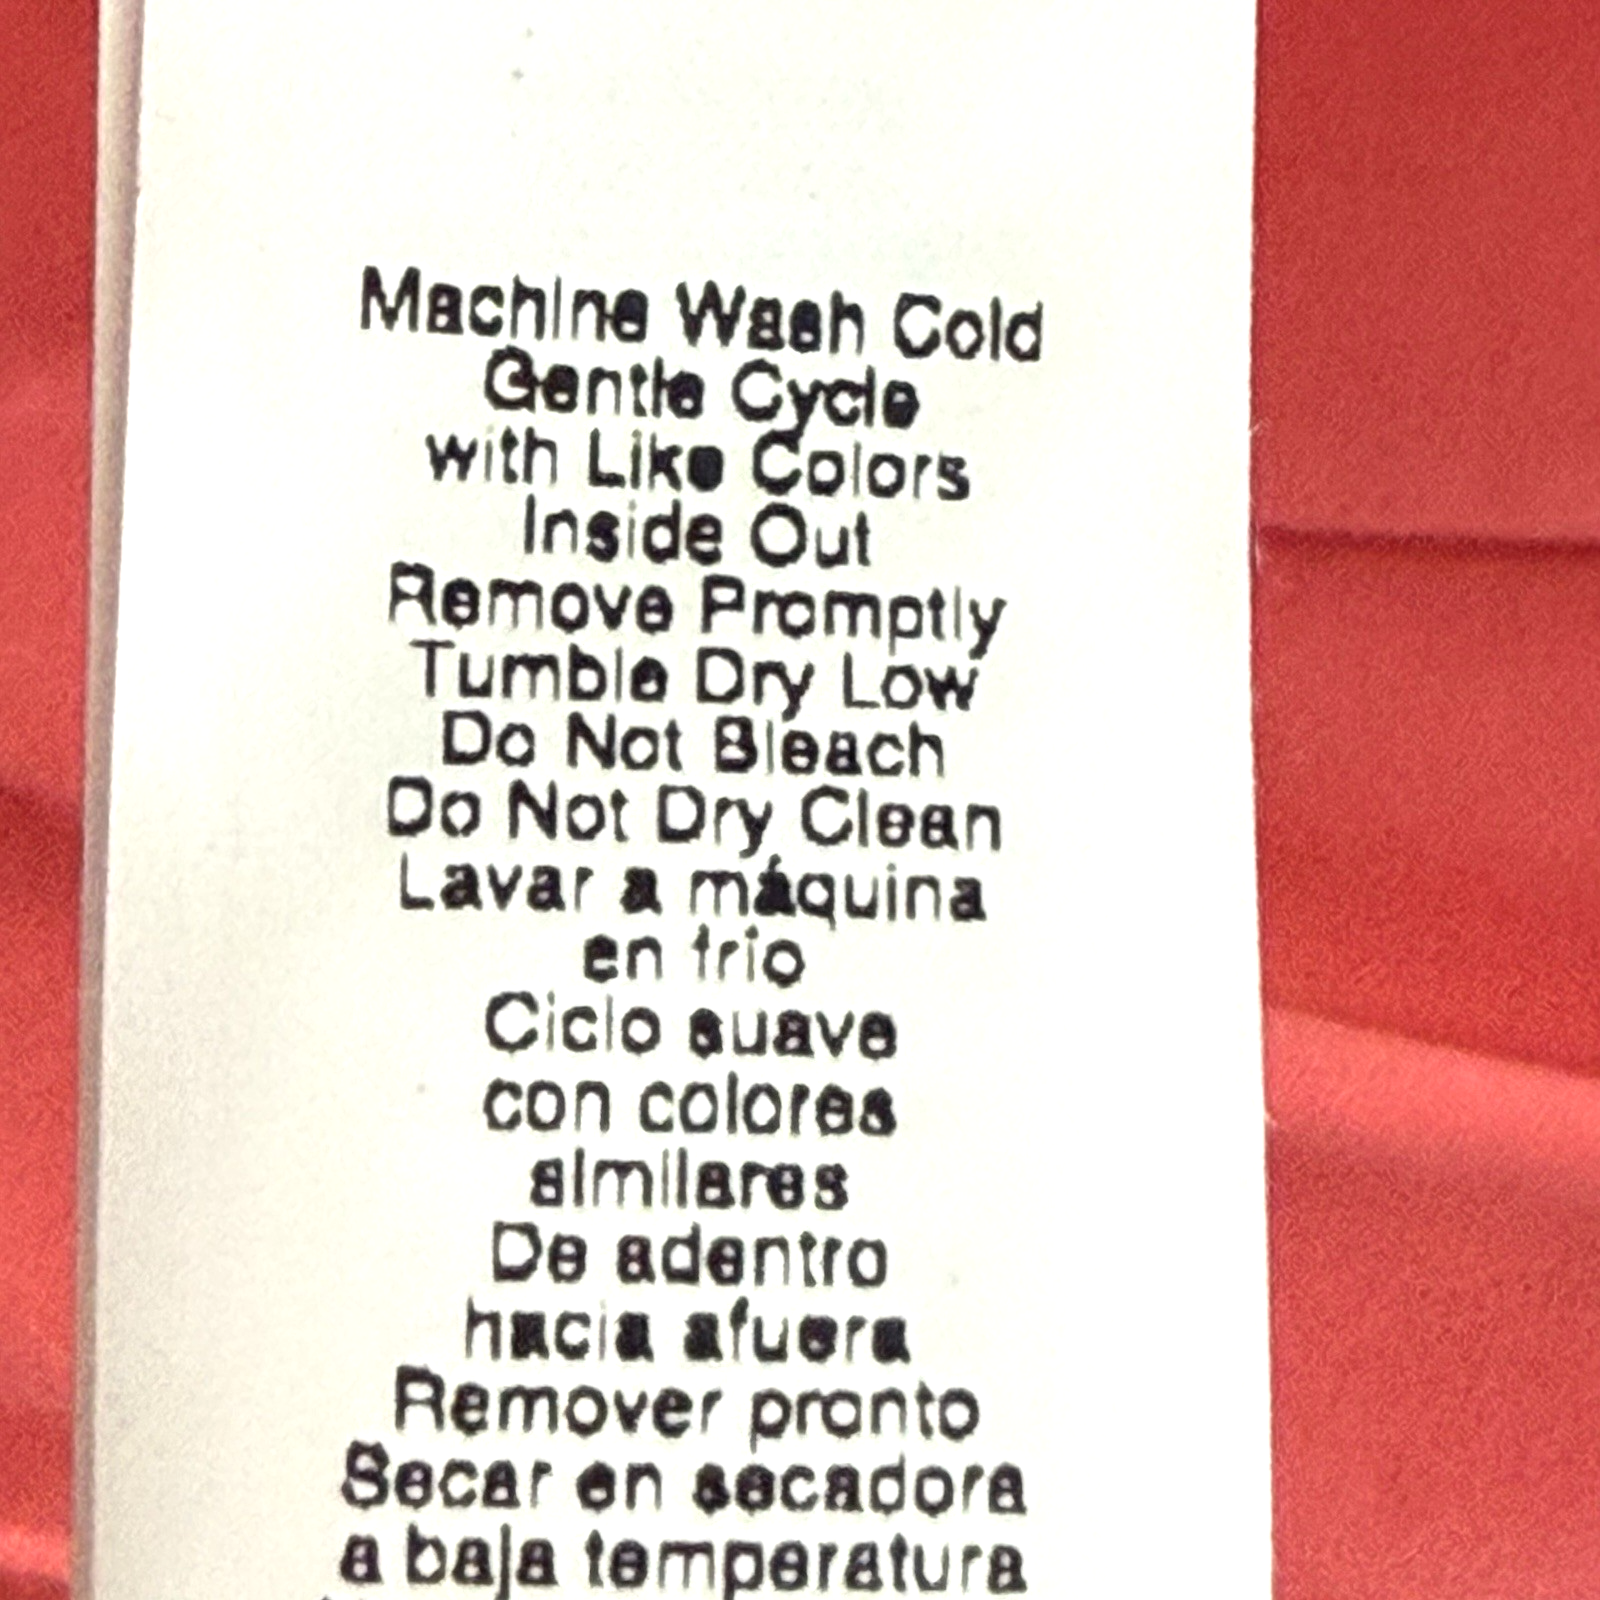 Machine Wash Cold
Gentle Cycle
with Like Colors
Inside Out
Remove Promptly
Tumble Dry Low
Do Not Bleach
Do Not Dry Clean
Lavar a máquina
en frio
Ciclo suave
con colores
similares
De adentro
hacia afuera
Remover pronto
Secar en secadora
a baja temperatura